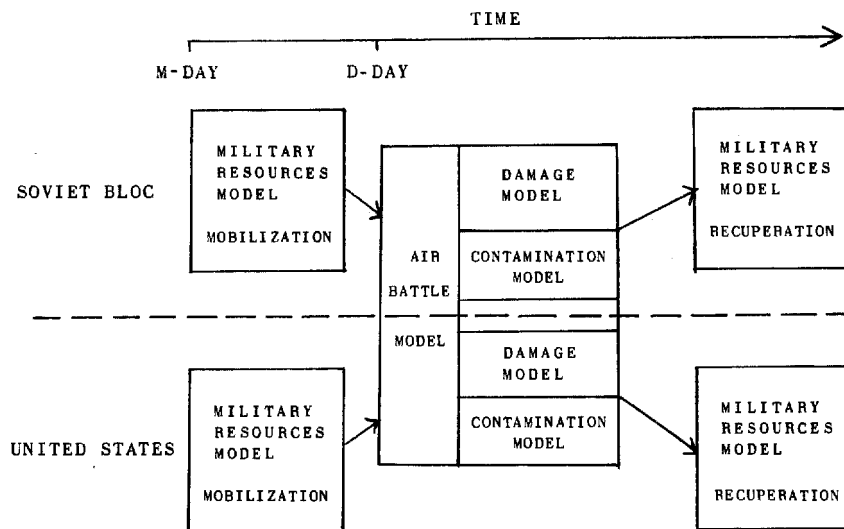 TIME
M-DAY
D-DAY
SOVIET BLOC
MILITARY
RESOURCES
MODEL
MOBILIZATION
AIR
BATTLE
MODEL
DAMAGE
MODEL
CONTAMINATION
MODEL
MILITARY
RESOURCES
MODEL
RECUPERATION
UNITED STATES
MILITARY
RESOURCES
MODEL
MOBILIZATION
DAMAGE
MODEL
CONTAMINATION
MODEL
MILITARY
RESOURCES
MODEL
RECUPERATION